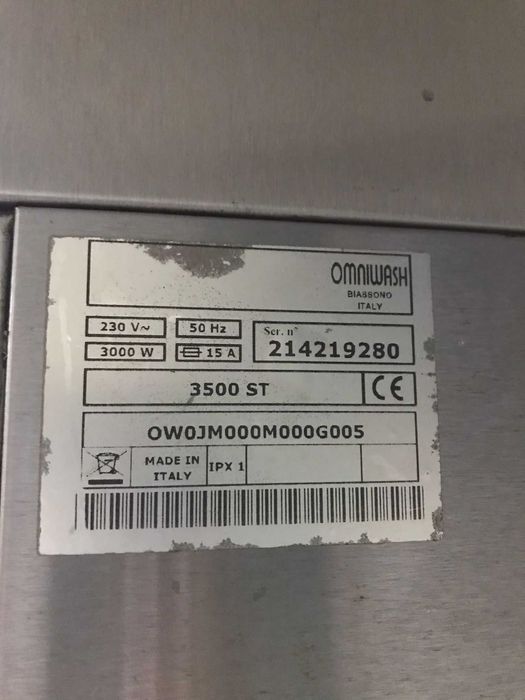 OMNIWASH
BIASSONO
ITALY
230 V~ 50 Hz Ser. n°
3000 W 15 A 214219280
3500 ST CE
OW0JM000M000G005
MADE IN IPX 1
ITALY